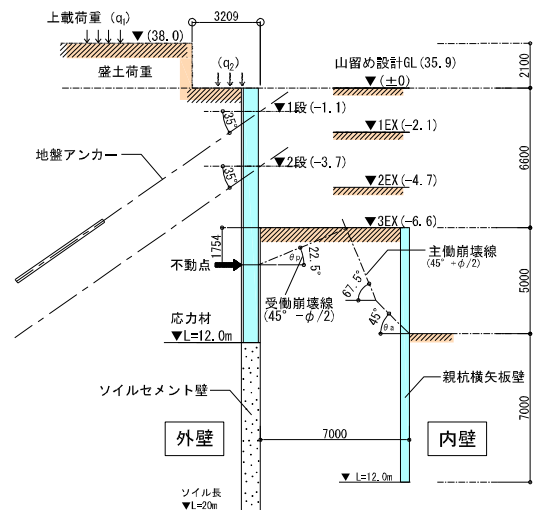 上載荷重 (q₁)
3209
▼(38.0)
盛土荷重
(q₂)
山留め設計GL(35.9)
▼(±0)
2100
▼1段(-1.1)
35°
▼1EX(-2.1)
地盤アンカー
6600
▼2段(-3.7)
35°
▼2EX(-4.7)
▼3EX(-6.6)
1754
不動点
θp
22.5°
受働崩壊線
(45°-φ/2)
主働崩壊線
(45°+φ/2)
67.5°
45°
θa
5000
応力材
▼L=12.0m
ソイルセメント壁
親杭横矢板壁
外壁
7000
内壁
7000
▼ L=12.0m
ソイル長
▼L=20m